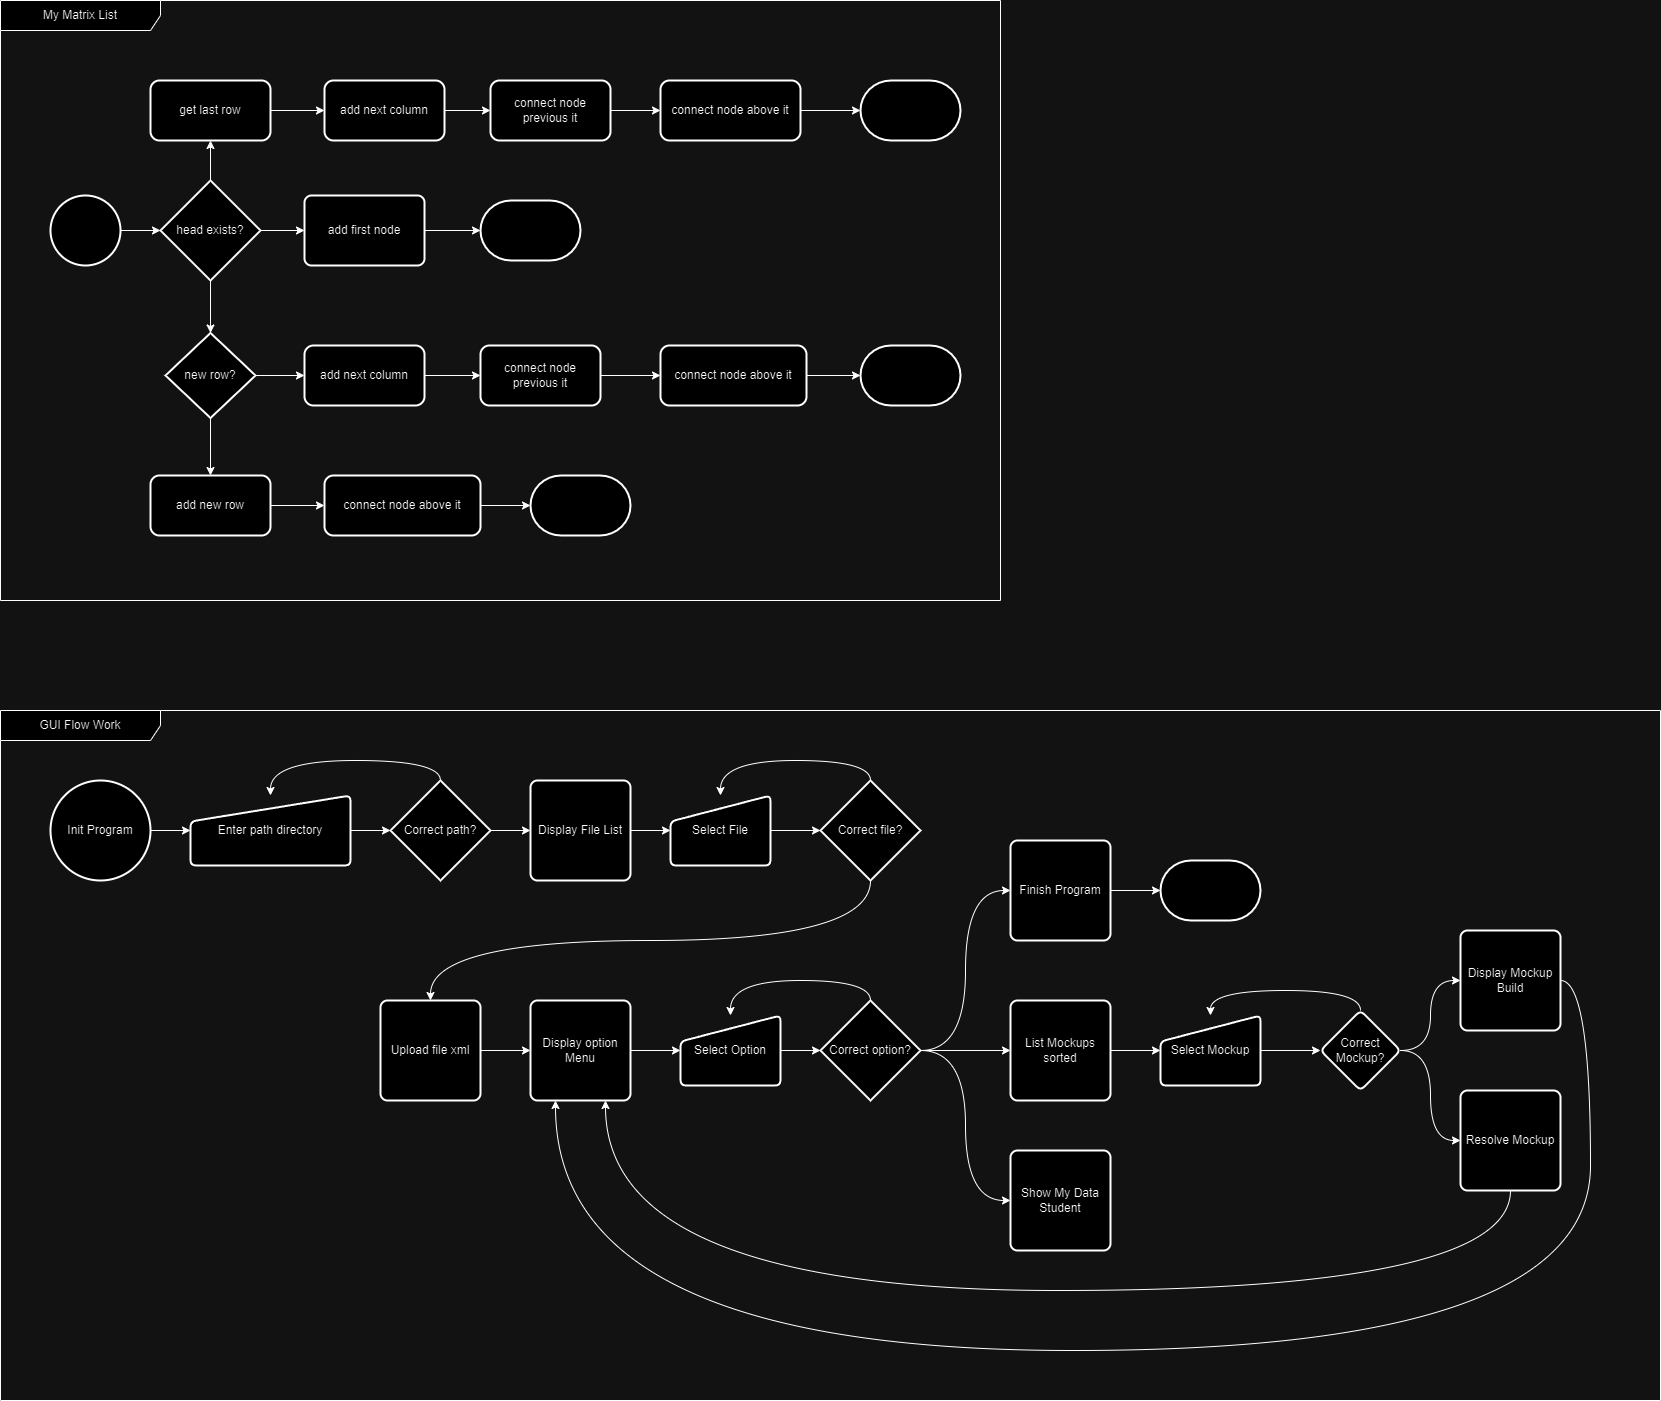 My Matrix List
get last row
add next column
connect node
previous it
connect node above it
head exists?
add first node
new row?
add next column
connect node
previous it
connect node above it
add new row
connect node above it
GUI Flow Work
Init Program
Enter path directory
Correct path?
Display File List
Select File
Correct file?
Finish Program
Upload file xml
Display option
Menu
Select Option
Correct option?
List Mockups
sorted
Select Mockup
Correct
Mockup?
Display Mockup
Build
Resolve Mockup
Show My Data
Student